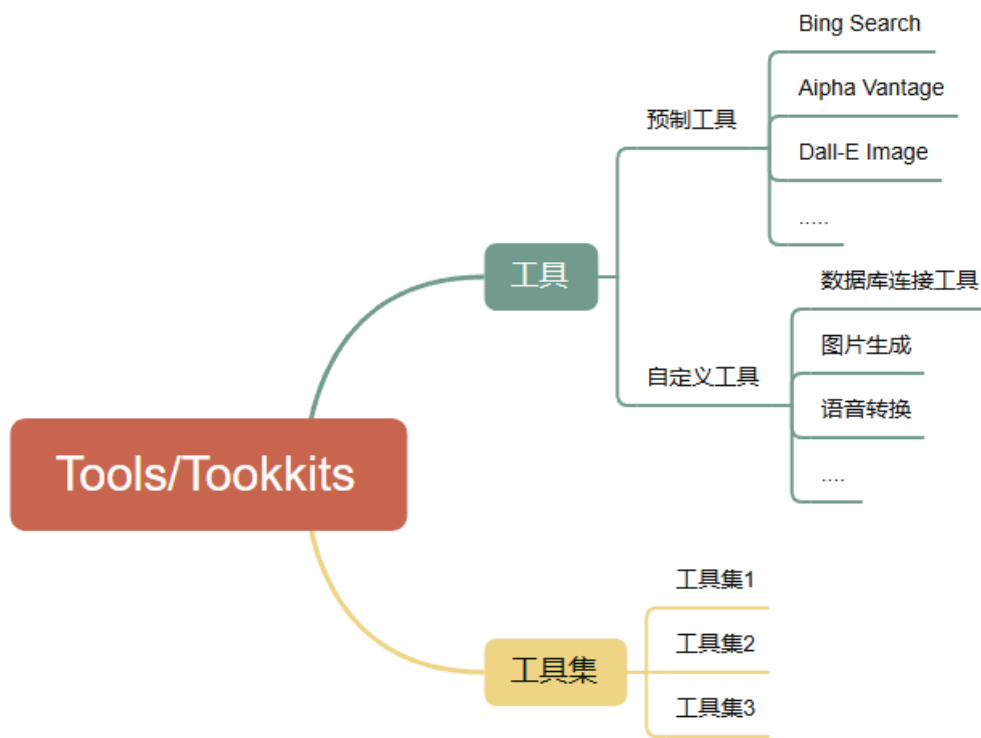 Tools/Tookkits
工具
预制工具
Bing Search
Aipha Vantage
Dall-E Image
.....
自定义工具
数据库连接工具
图片生成
语音转换
....
工具集
工具集1
工具集2
工具集3